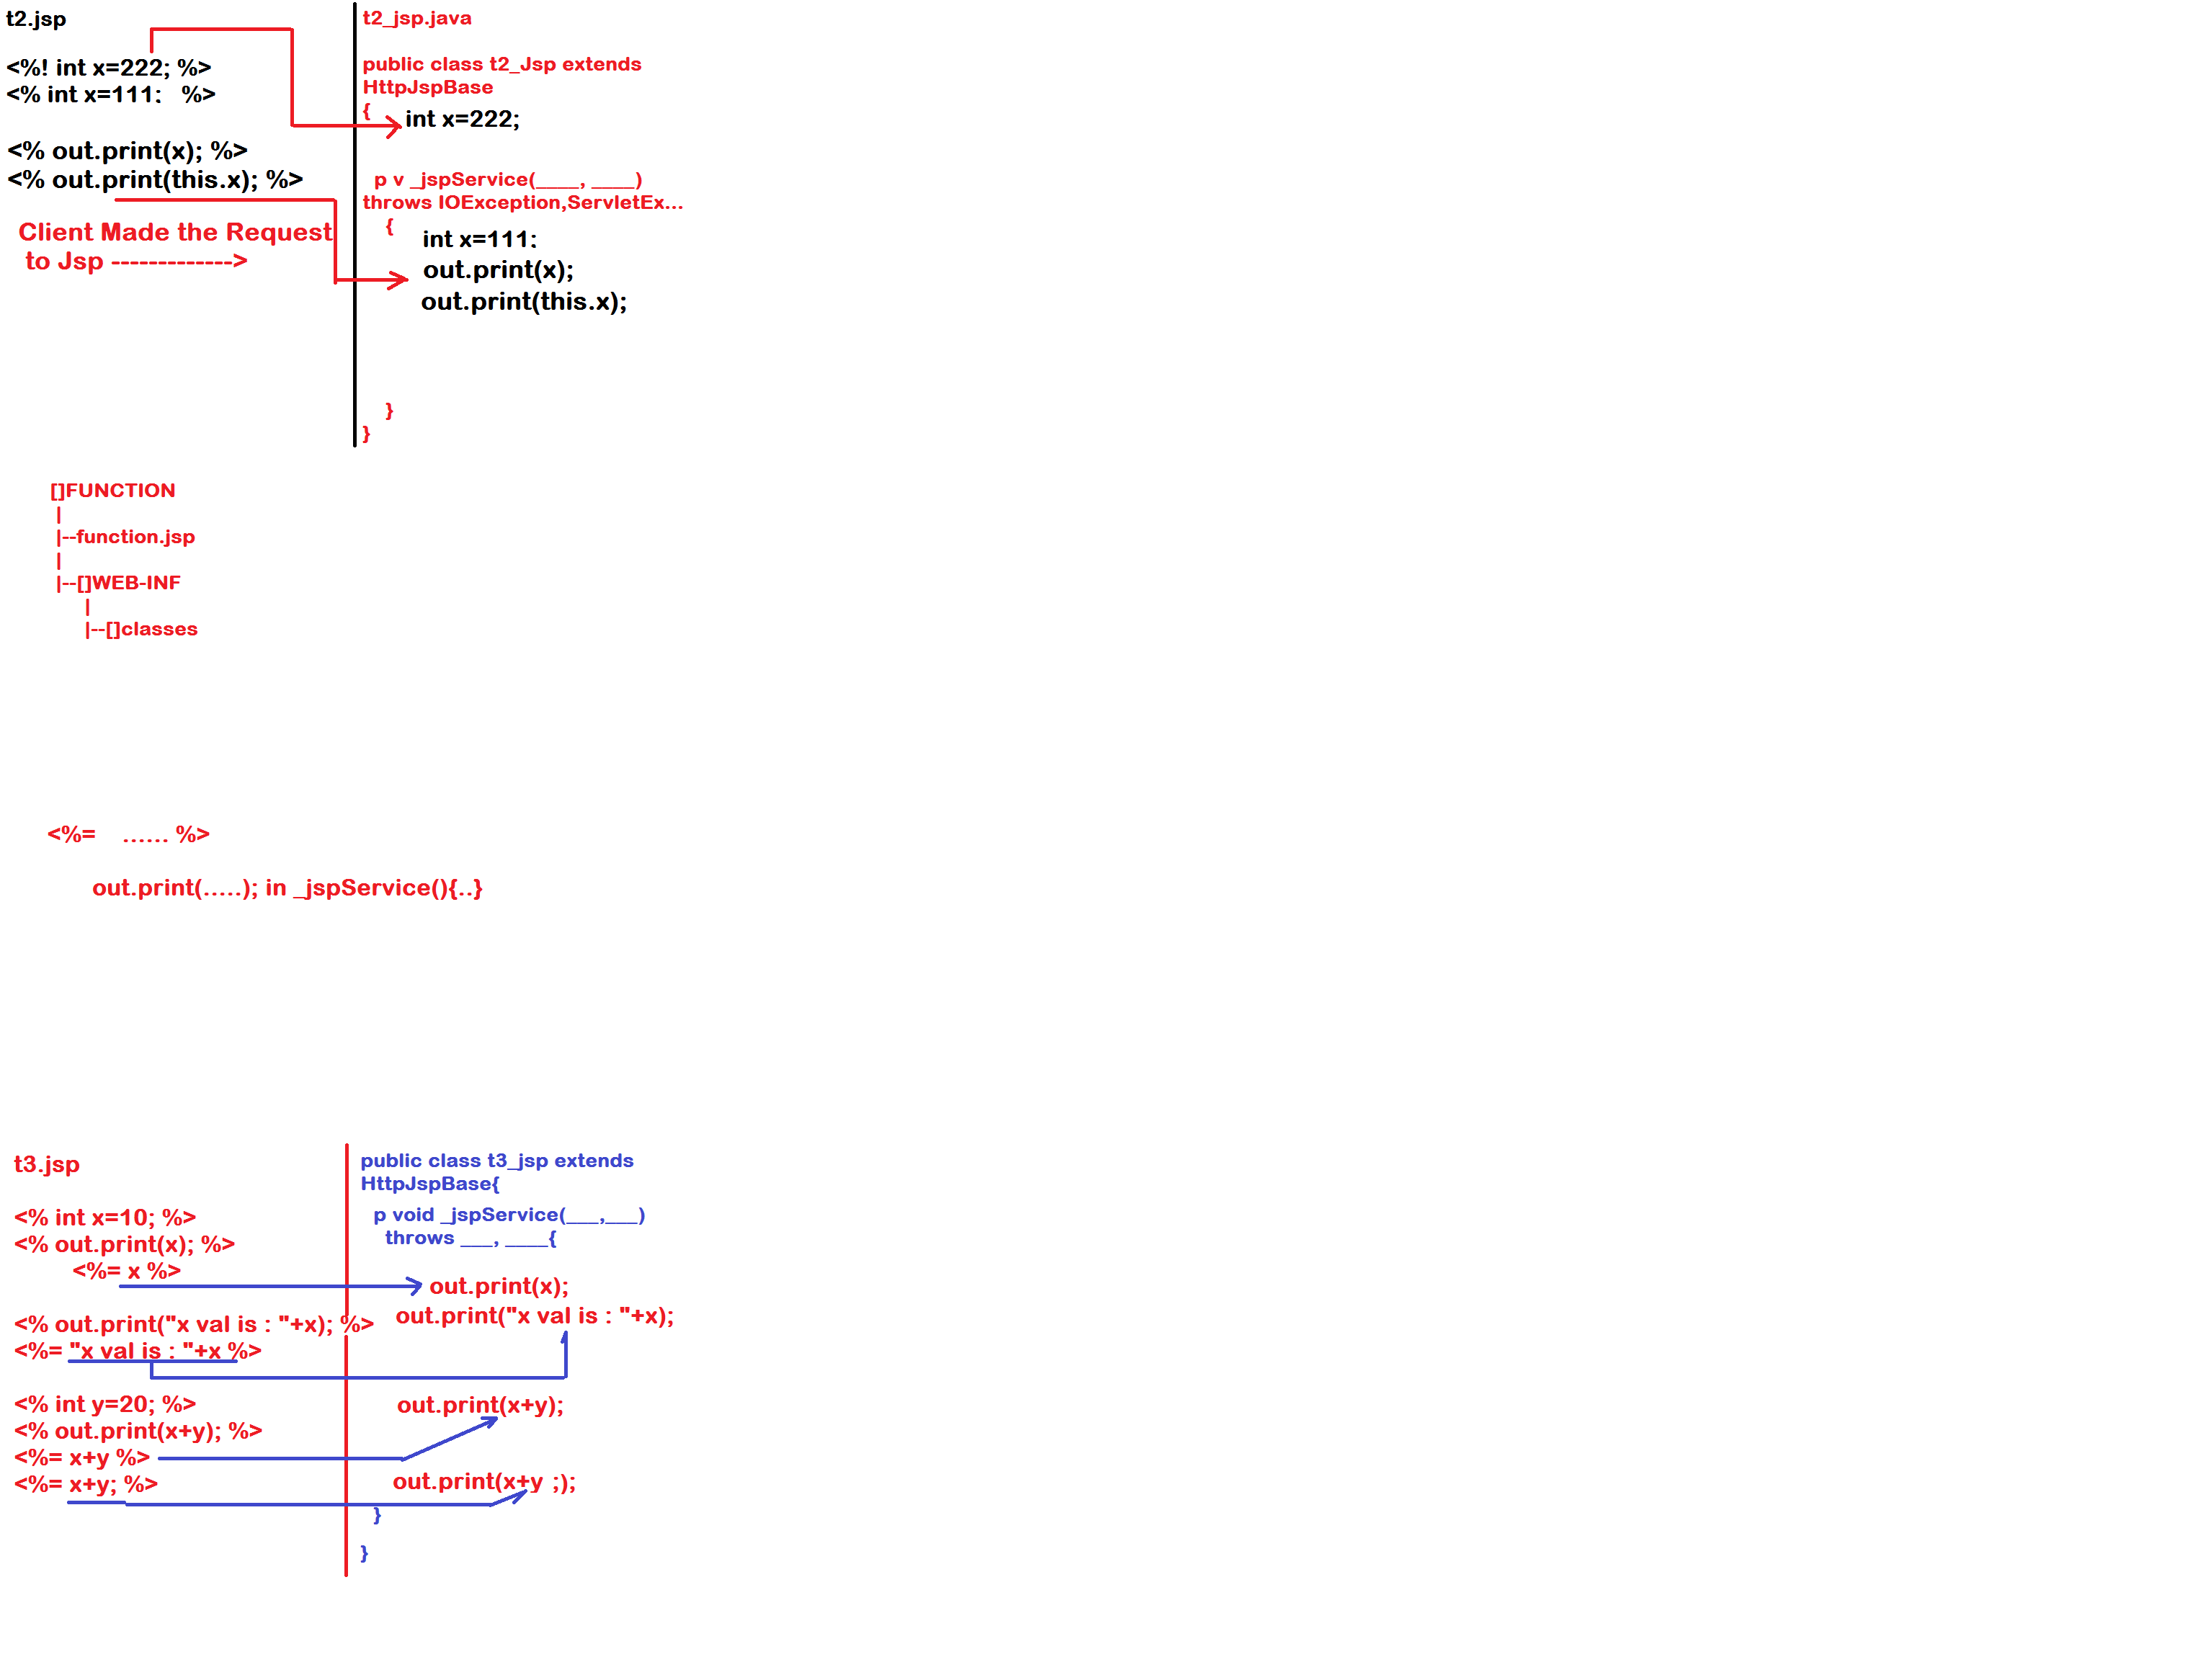 t2.jsp
<%! int x=222; %>
<% int x=111;   %>
<% out.print(x); %>
<% out.print(this.x); %>
Client Made the Request
to Jsp ------------->
t2_jsp.java
public class t2_Jsp extends
HttpJspBase
{
int x=222;
p v _jspService(____, ____)
throws IOException,ServletEx...
{
int x=111;
out.print(x);
out.print(this.x);
}
}
[]FUNCTION
|
|--function.jsp
|
|--[]WEB-INF
|
|--[]classes
<%=    ...... %>
out.print(.....); in _jspService(){..}
t3.jsp
<% int x=10; %>
<% out.print(x); %>
<%= x %>
<% out.print("x val is : "+x); %>
<%= "x val is : "+x %>
<% int y=20; %>
<% out.print(x+y); %>
<%= x+y %>
<%= x+y; %>
public class t3_jsp extends
HttpJspBase{
p void _jspService(___,___)
throws ___, ____{
out.print(x);
out.print("x val is : "+x);
out.print(x+y);
out.print(x+y ;);
}
}